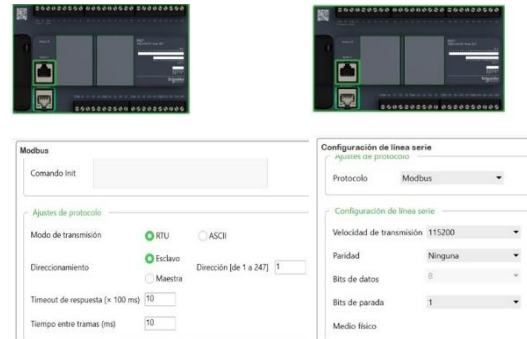 Modbus
Comando Init
Ajustes de protocolo
Modo de transmisión
RTU
ASCII
Direccionamiento
Esclavo
Maestra
Dirección [de 1 a 247]
1
Timeout de respuesta (x 100 ms)
10
Tiempo entre tramas (ms)
10
Configuración de línea serie
Ajustes de protocolo
Protocolo
Modbus
Configuración de línea serie
Velocidad de transmisión
115200
Paridad
Ninguna
Bits de datos
8
Bits de parada
1
Medio físico